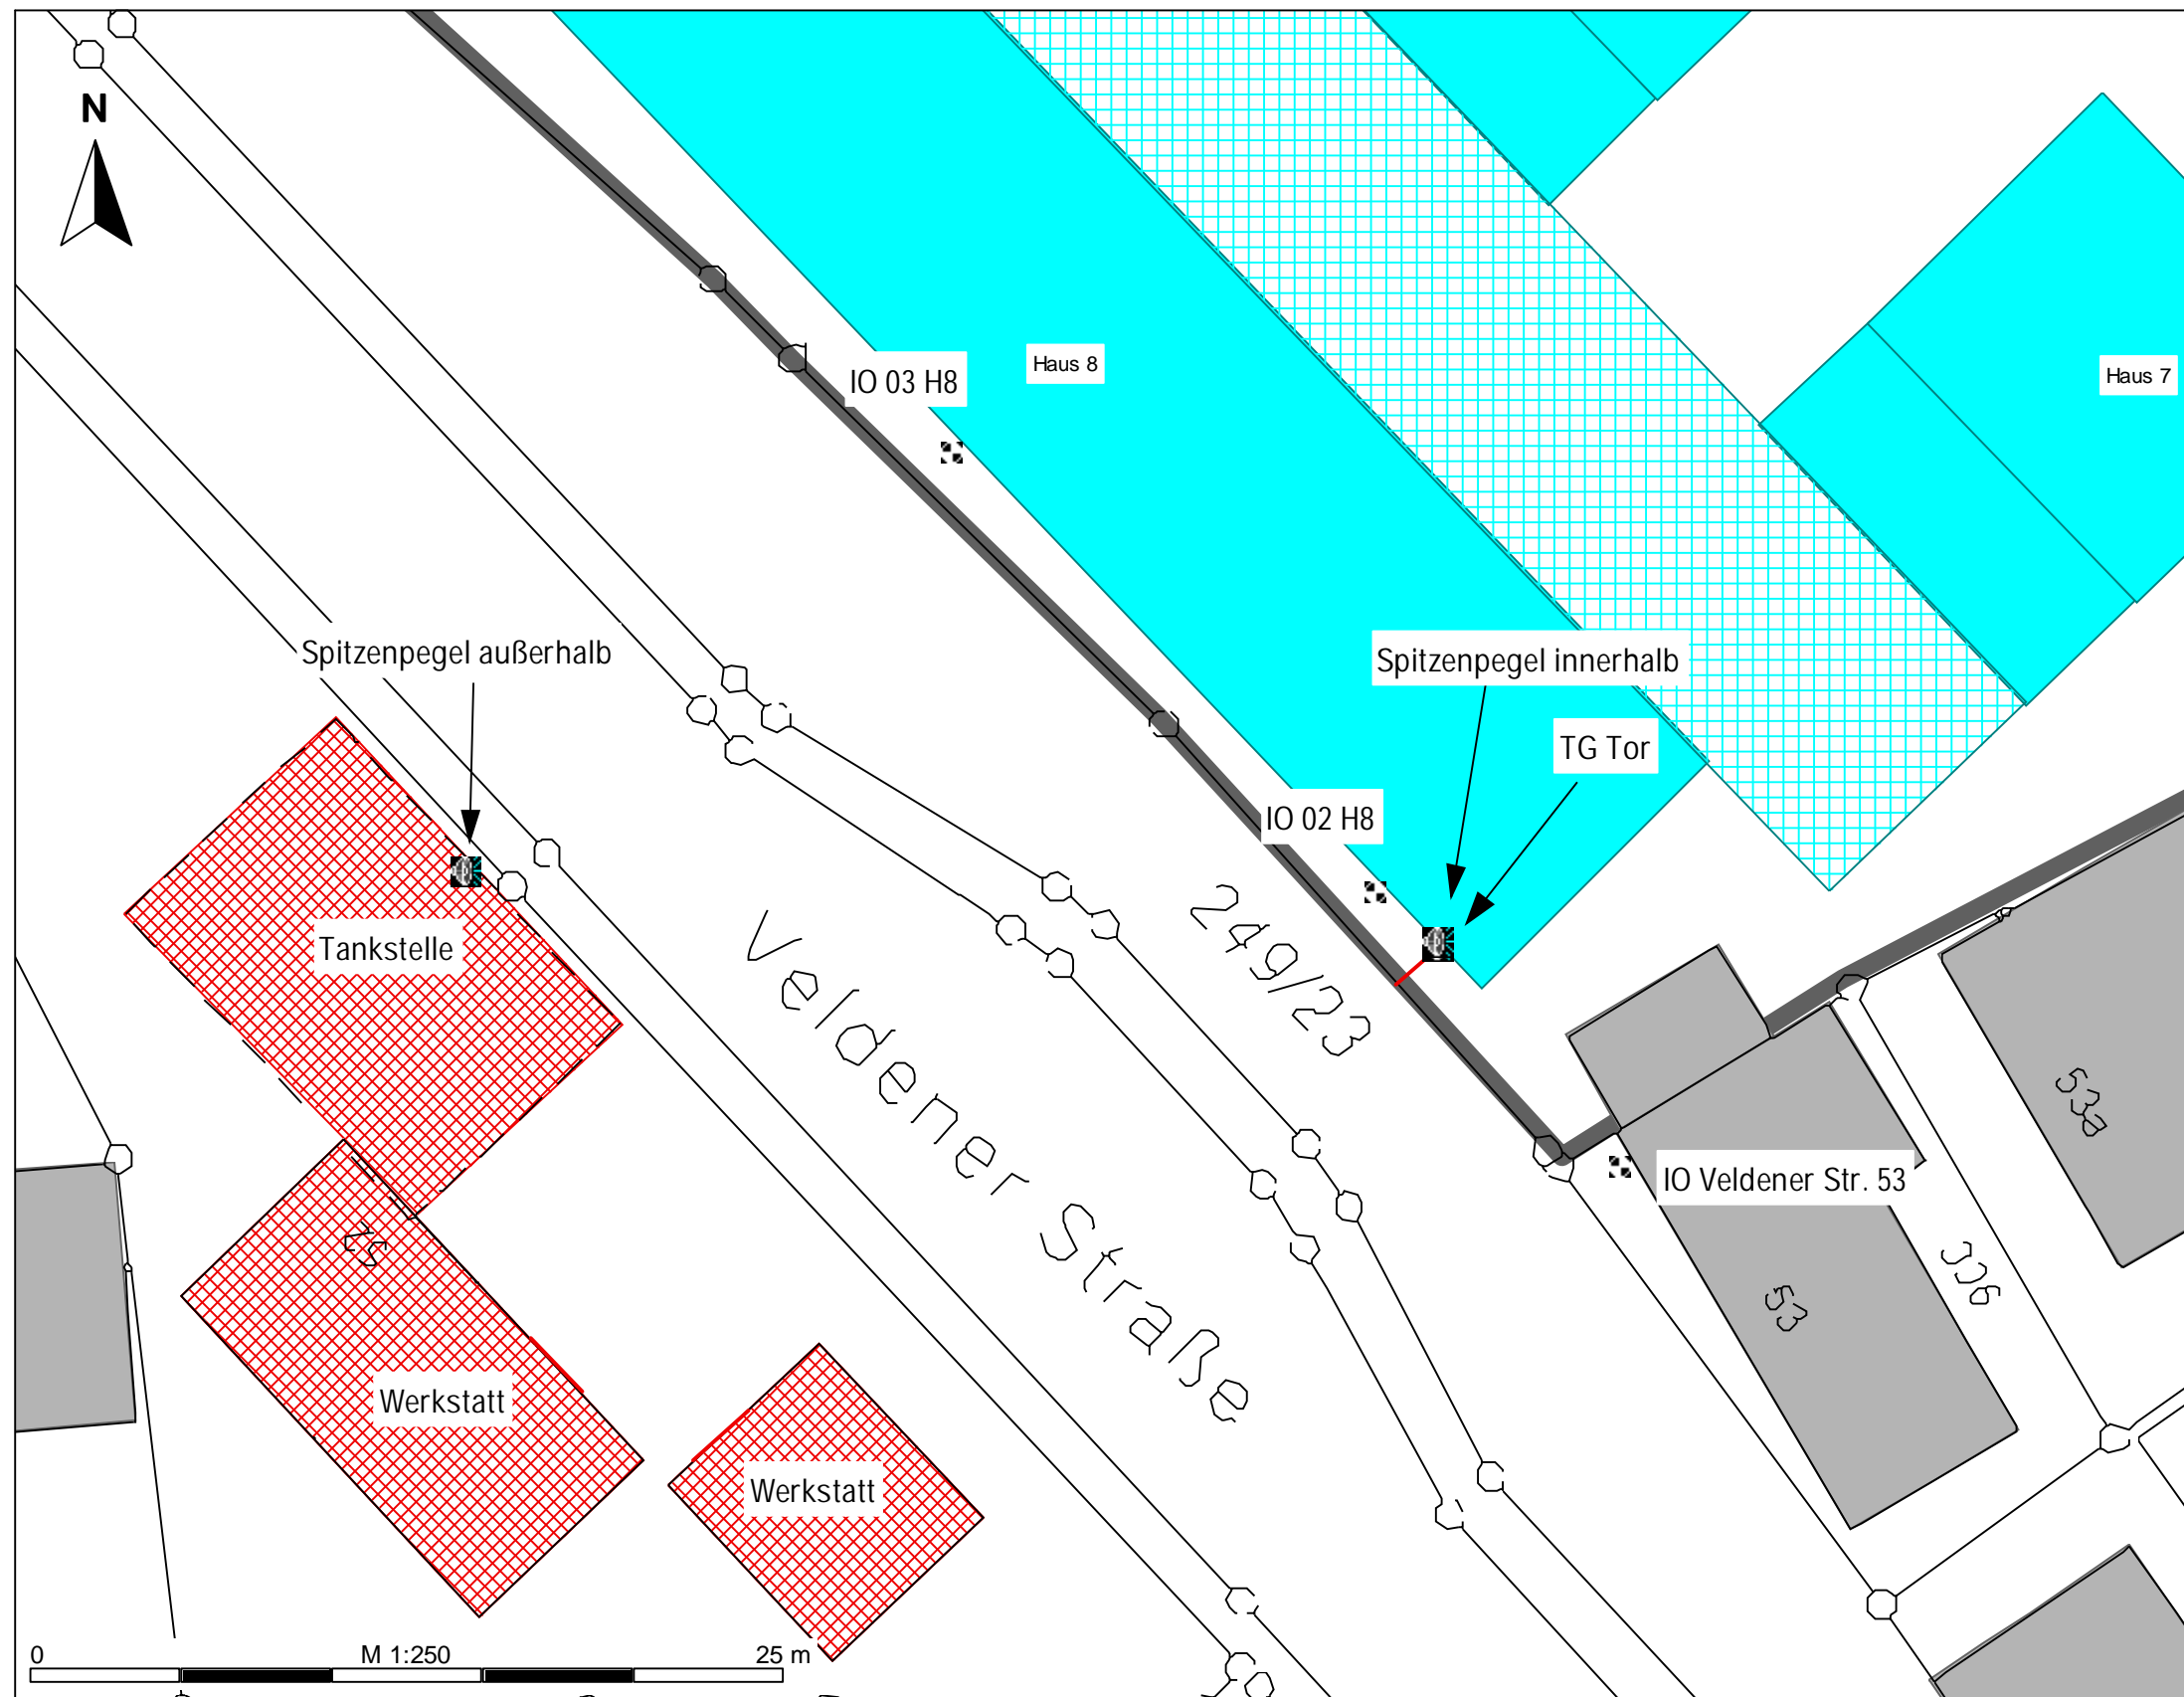 N
IO 03 H8
Haus 8
Haus 7
Spitzenpegel außerhalb
Spitzenpegel innerhalb
TG Tor
IO 02 H8
249/23
Tankstelle
Veldener Straße
53a
IO Veldener Str. 53
336
53
Werkstatt
Werkstatt
0 M 1:250 25 m